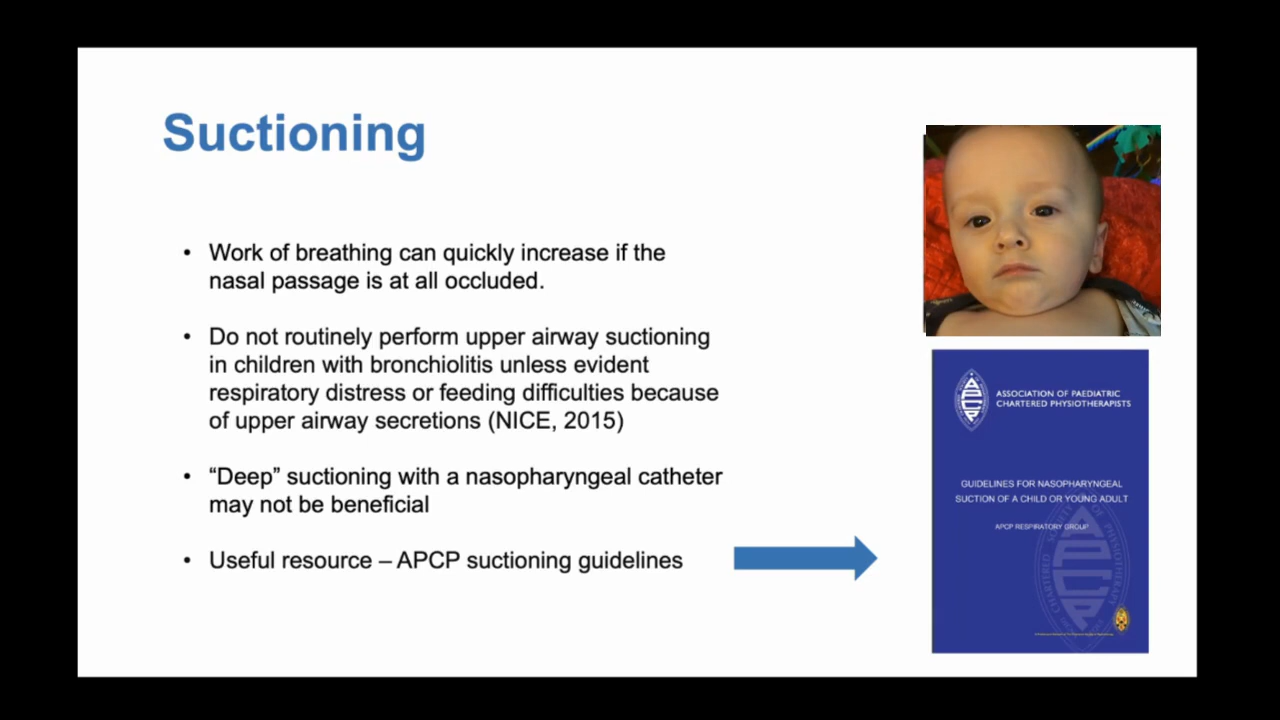 Suctioning
• Work of breathing can quickly increase if the
nasal passage is at all occluded.
• Do not routinely perform upper airway suctioning
in children with bronchiolitis unless evident
respiratory distress or feeding difficulties because
of upper airway secretions (NICE, 2015)
• “Deep” suctioning with a nasopharyngeal catheter
may not be beneficial
• Useful resource – APCP suctioning guidelines
APCP
ASSOCIATION OF PAEDIATRIC
CHARTERED PHYSIOTHERAPISTS
GUIDELINES FOR NASOPHARYNGEAL
SUCTION OF A CHILD OR YOUNG ADULT
APCP RESPIRATORY GROUP